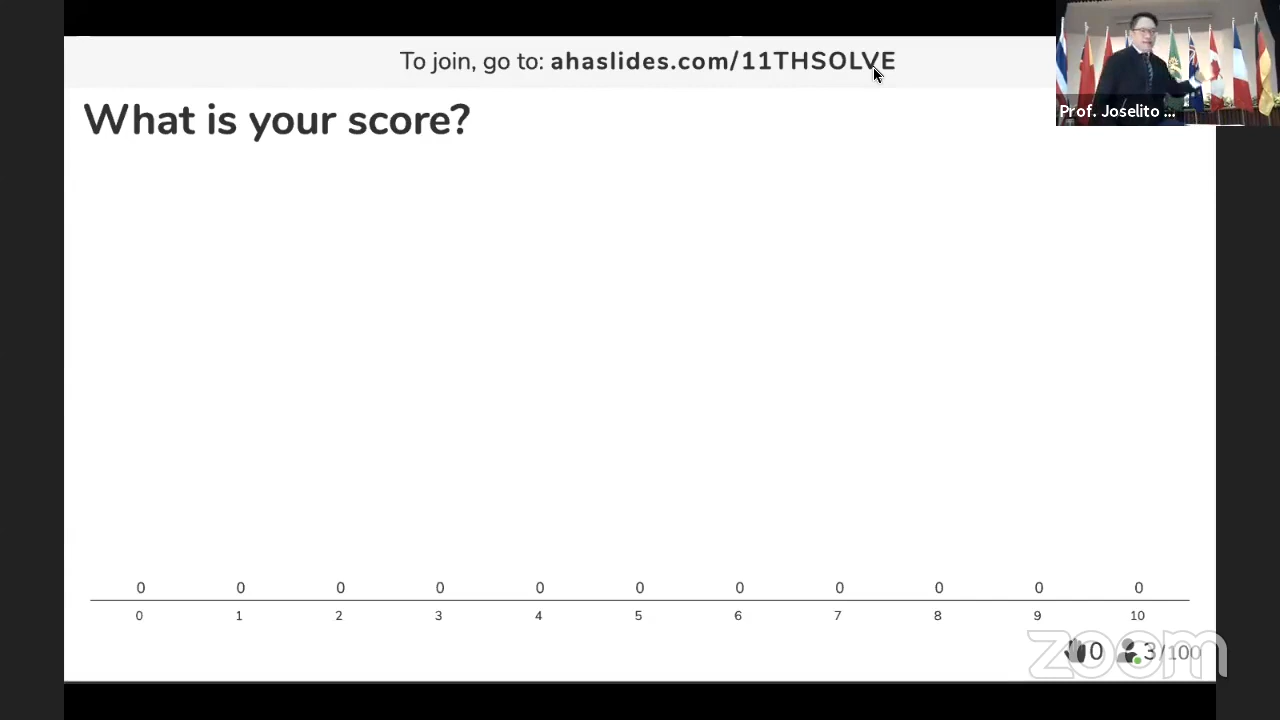 To join, go to: ahaslides.com/11THSOLVE
What is your score?
Prof. Joselito ...
0 0 0 0 0 0 0 0 0 0 0
0 1 2 3 4 5 6 7 8 9 10
zoom
0 3/100